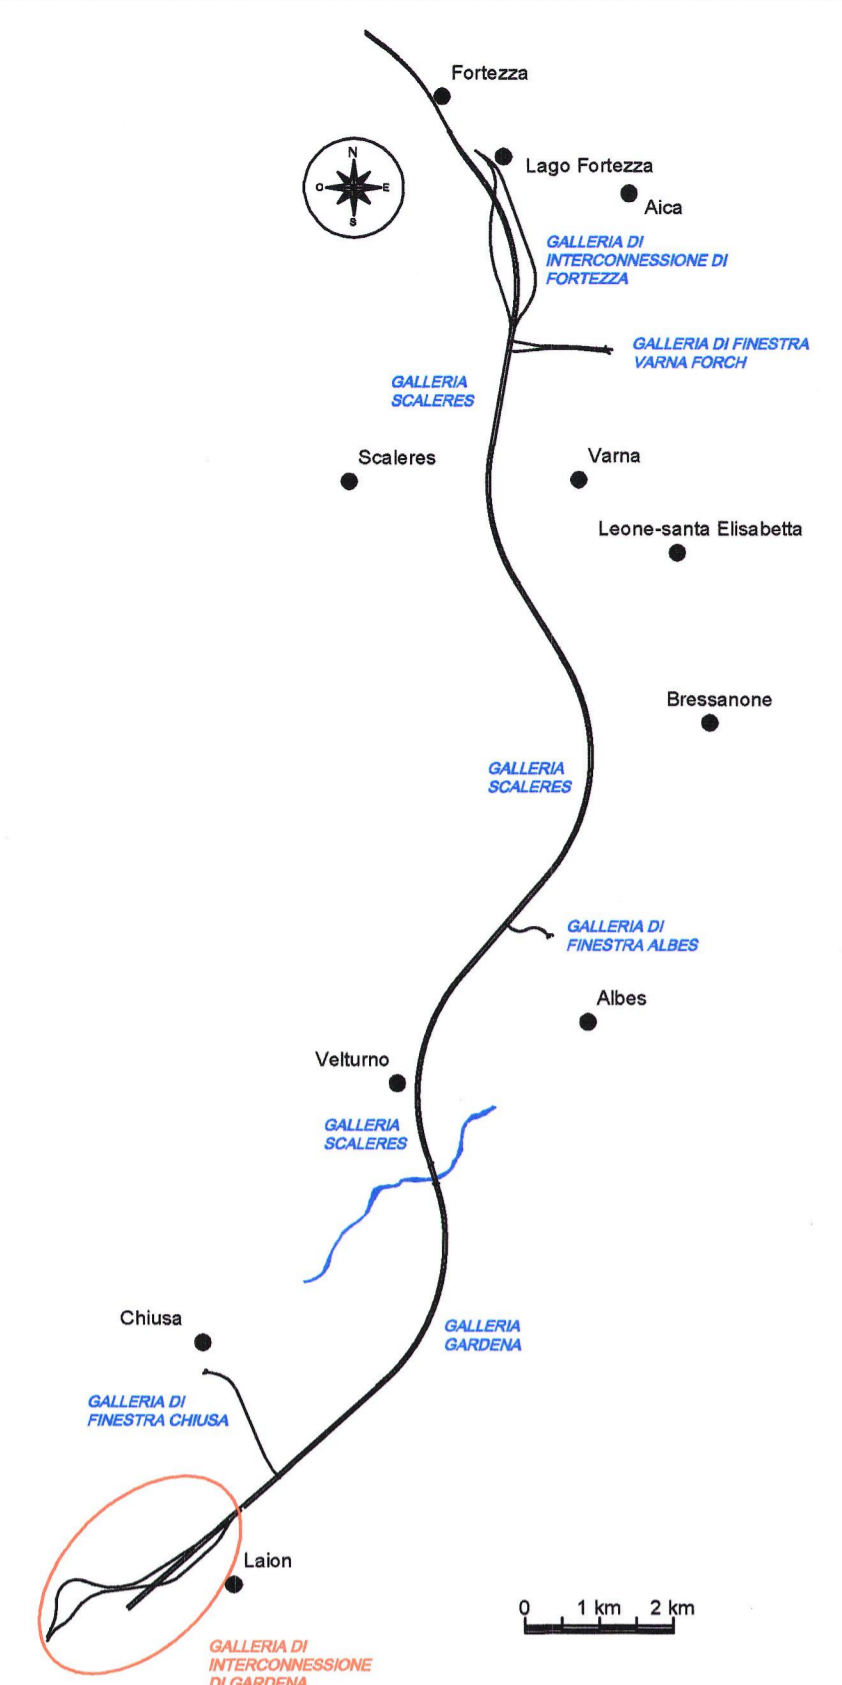 Fortezza
N
O
E
S
Lago Fortezza
Aica
GALLERIA DI
INTERCONNESSIONE DI
FORTEZZA
GALLERIA DI FINESTRA
VARNA FORCH
GALLERIA
SCALERES
Scaleres
Varna
Leone-santa Elisabetta
Bressanone
GALLERIA
SCALERES
GALLERIA DI
FINESTRA ALBES
Albes
Velturno
GALLERIA
SCALERES
Chiusa
GALLERIA
GARDENA
GALLERIA DI
FINESTRA CHIUSA
Laion
0 1 km 2 km
GALLERIA DI
INTERCONNESSIONE
DI GARDENA